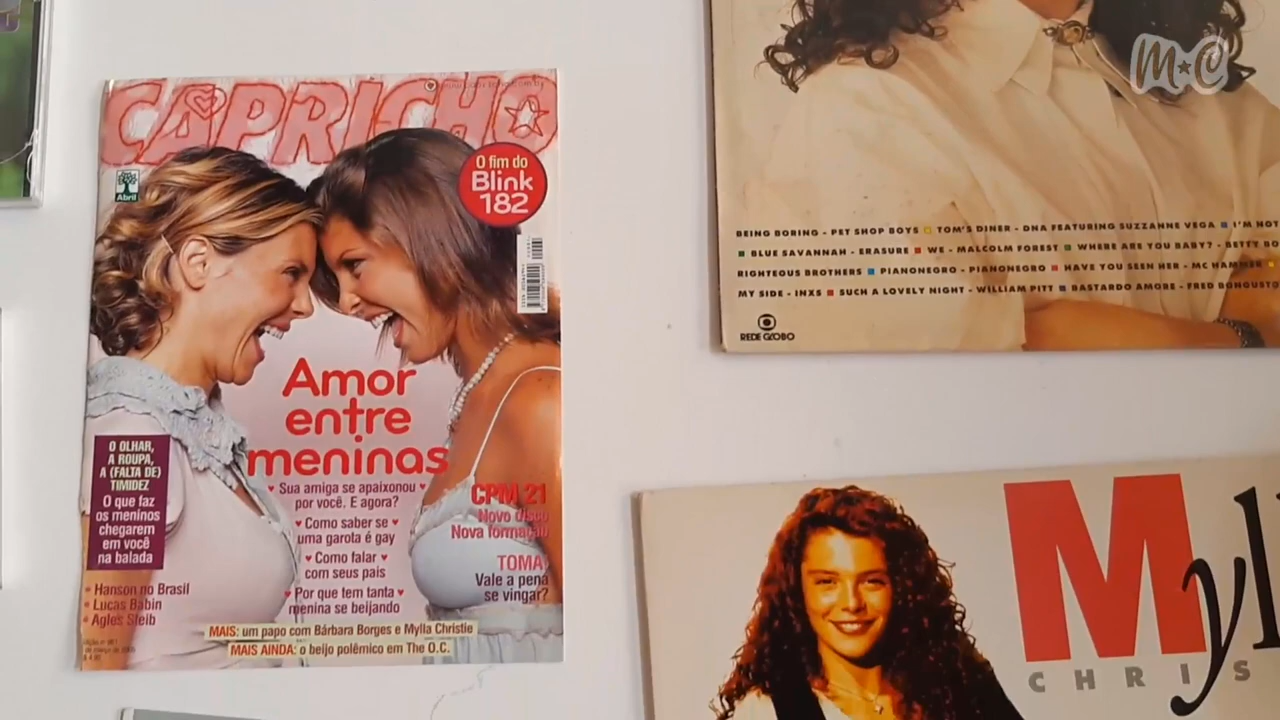 CAPRICHO
Abril
O fim do
Blink
182
Amor
entre
meninas
Sua amiga se apaixonou
por você. E agora?
Como saber se
uma garota é gay
Como falar
com seus pais
Por que tem tanta
menina se beijando
O OLHAR,
A ROUPA,
A (FALTA DE)
TIMIDEZ
O que faz
os meninos
chegarem
em você
na balada
Hanson no Brasil
Lucas Babin
Agles Steib
CPM 21
Novo disco
Nova formação
TOMA!
Vale a pena
se vingar?
MAIS: um papo com Bárbara Borges e Mylla Christie
MAIS AINDA: o beijo polêmico em The O.C.
M★C
BEING BORING - PET SHOP BOYS TOM'S DINER - DNA FEATURING SUZZANNE VEGA I'M NOT
BLUE SAVANNAH - ERASURE WE - MALCOLM FOREST WHERE ARE YOU BABY? - BETTY BO
RIGHTEOUS BROTHERS PIANONEGRO - PIANONEGRO HAVE YOU SEEN HER - MC HAMMER
MY SIDE - INXS SUCH A LOVELY NIGHT - WILLIAM PITT BASTARDO AMORE - FRED BONGUSTO
REDE GLOBO
Myl
CHRIS